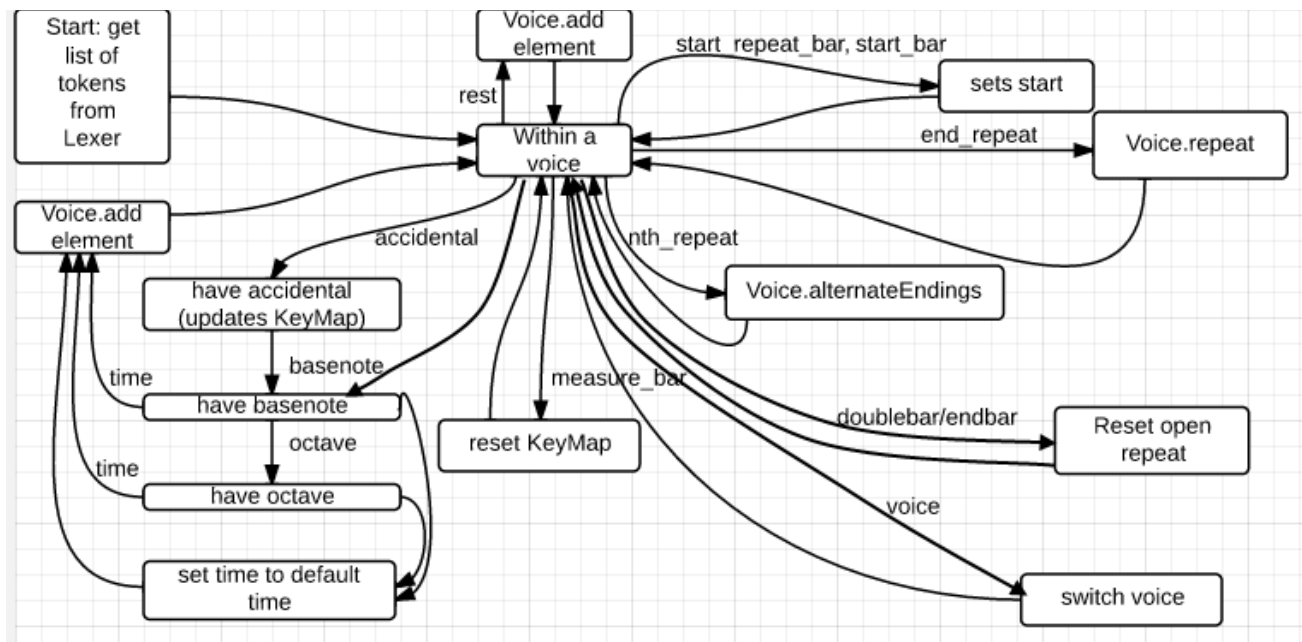 Start: get
list of
tokens
from
Lexer
Voice.add
element
start_repeat_bar, start_bar
sets start
rest
Within a
voice
end_repeat
Voice.repeat
Voice.add
element
accidental
nth_repeat
have accidental
(updates KeyMap)
Voice.alternateEndings
basenote
time
have basenote
measure_bar
doublebar/endbar
Reset open
repeat
octave
reset KeyMap
time
have octave
voice
set time to default
time
switch voice